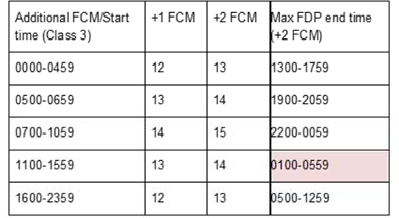 Additional FCM/Start time (Class 3) +1 FCM +2 FCM Max FDP end time (+2 FCM)
0000-0459 12 13 1300-1759
0500-0659 13 14 1900-2059
0700-1059 14 15 2200-0059
1100-1559 13 14 0100-0559
1600-2359 12 13 0500-1259